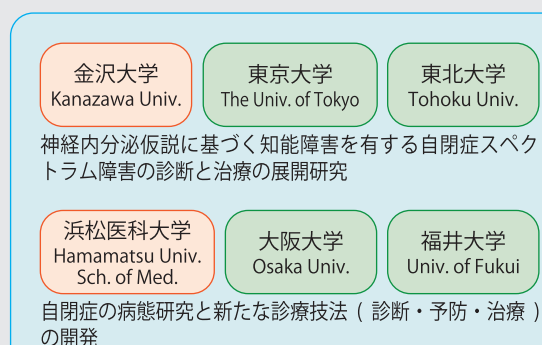 金沢大学 東京大学 東北大学
Kanazawa Univ. The Univ. of Tokyo Tohoku Univ.
神経内分泌仮説に基づく知能障害を有する自閉症スペク
トラム障害の診断と治療の展開研究
浜松医科大学 大阪大学 福井大学
Hamamatsu Univ. Osaka Univ. Univ. of Fukui
Sch. of Med.
自閉症の病態研究と新たな診療技法 ( 診断・予防・治療 )
の開発